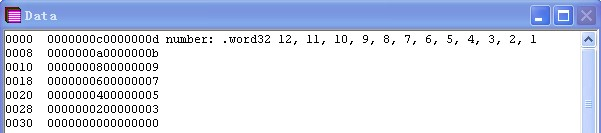 Data
0000 0000000c0000000d number: .word32 12, 11, 10, 9, 8, 7, 6, 5, 4, 3, 2, 1
0008 0000000a0000000b
0010 0000000800000009
0018 0000000600000007
0020 0000000400000005
0028 0000000200000003
0030 0000000000000000